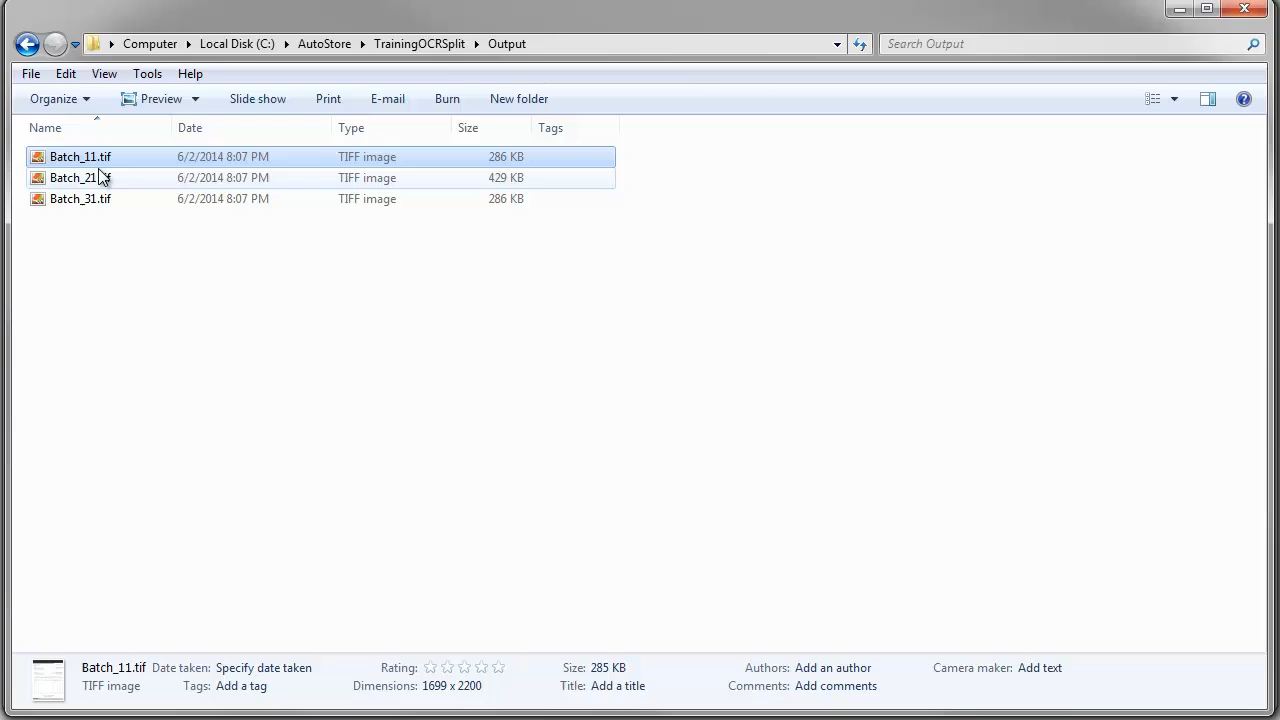 Computer Local Disk (C:) AutoStore TrainingOCRSplit Output Search Output
File Edit View Tools Help
Organize Preview Slide show Print E-mail Burn New folder
Name Date Type Size Tags
Batch_11.tif 6/2/2014 8:07 PM TIFF image 286 KB
Batch_21.tif 6/2/2014 8:07 PM TIFF image 429 KB
Batch_31.tif 6/2/2014 8:07 PM TIFF image 286 KB
Batch_11.tif Date taken: Specify date taken Rating: Size: 285 KB Authors: Add an author Camera maker: Add text
TIFF image Tags: Add a tag Dimensions: 1699 x 2200 Title: Add a title Comments: Add comments